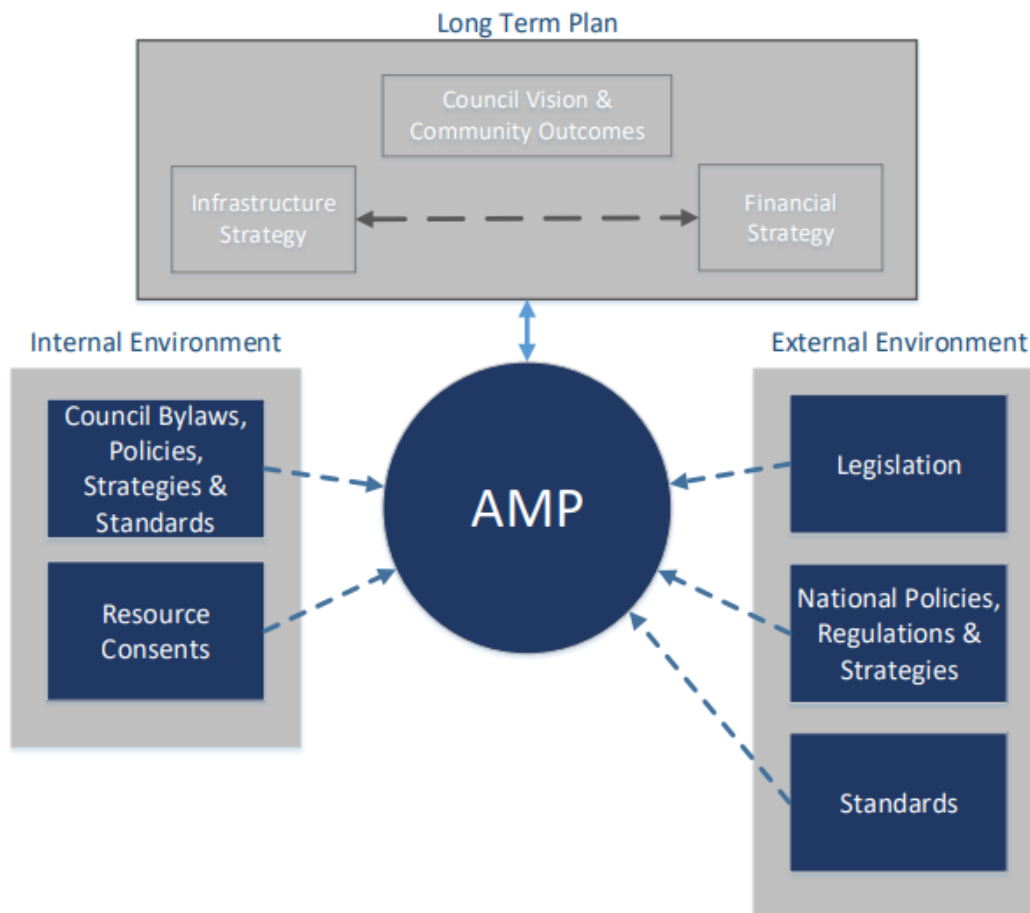 Long Term Plan
Council Vision &
Community Outcomes
Infrastructure
Strategy
Financial
Strategy
Internal Environment
External Environment
Council Bylaws,
Policies,
Strategies &
Standards
Resource
Consents
AMP
Legislation
National Policies,
Regulations &
Strategies
Standards